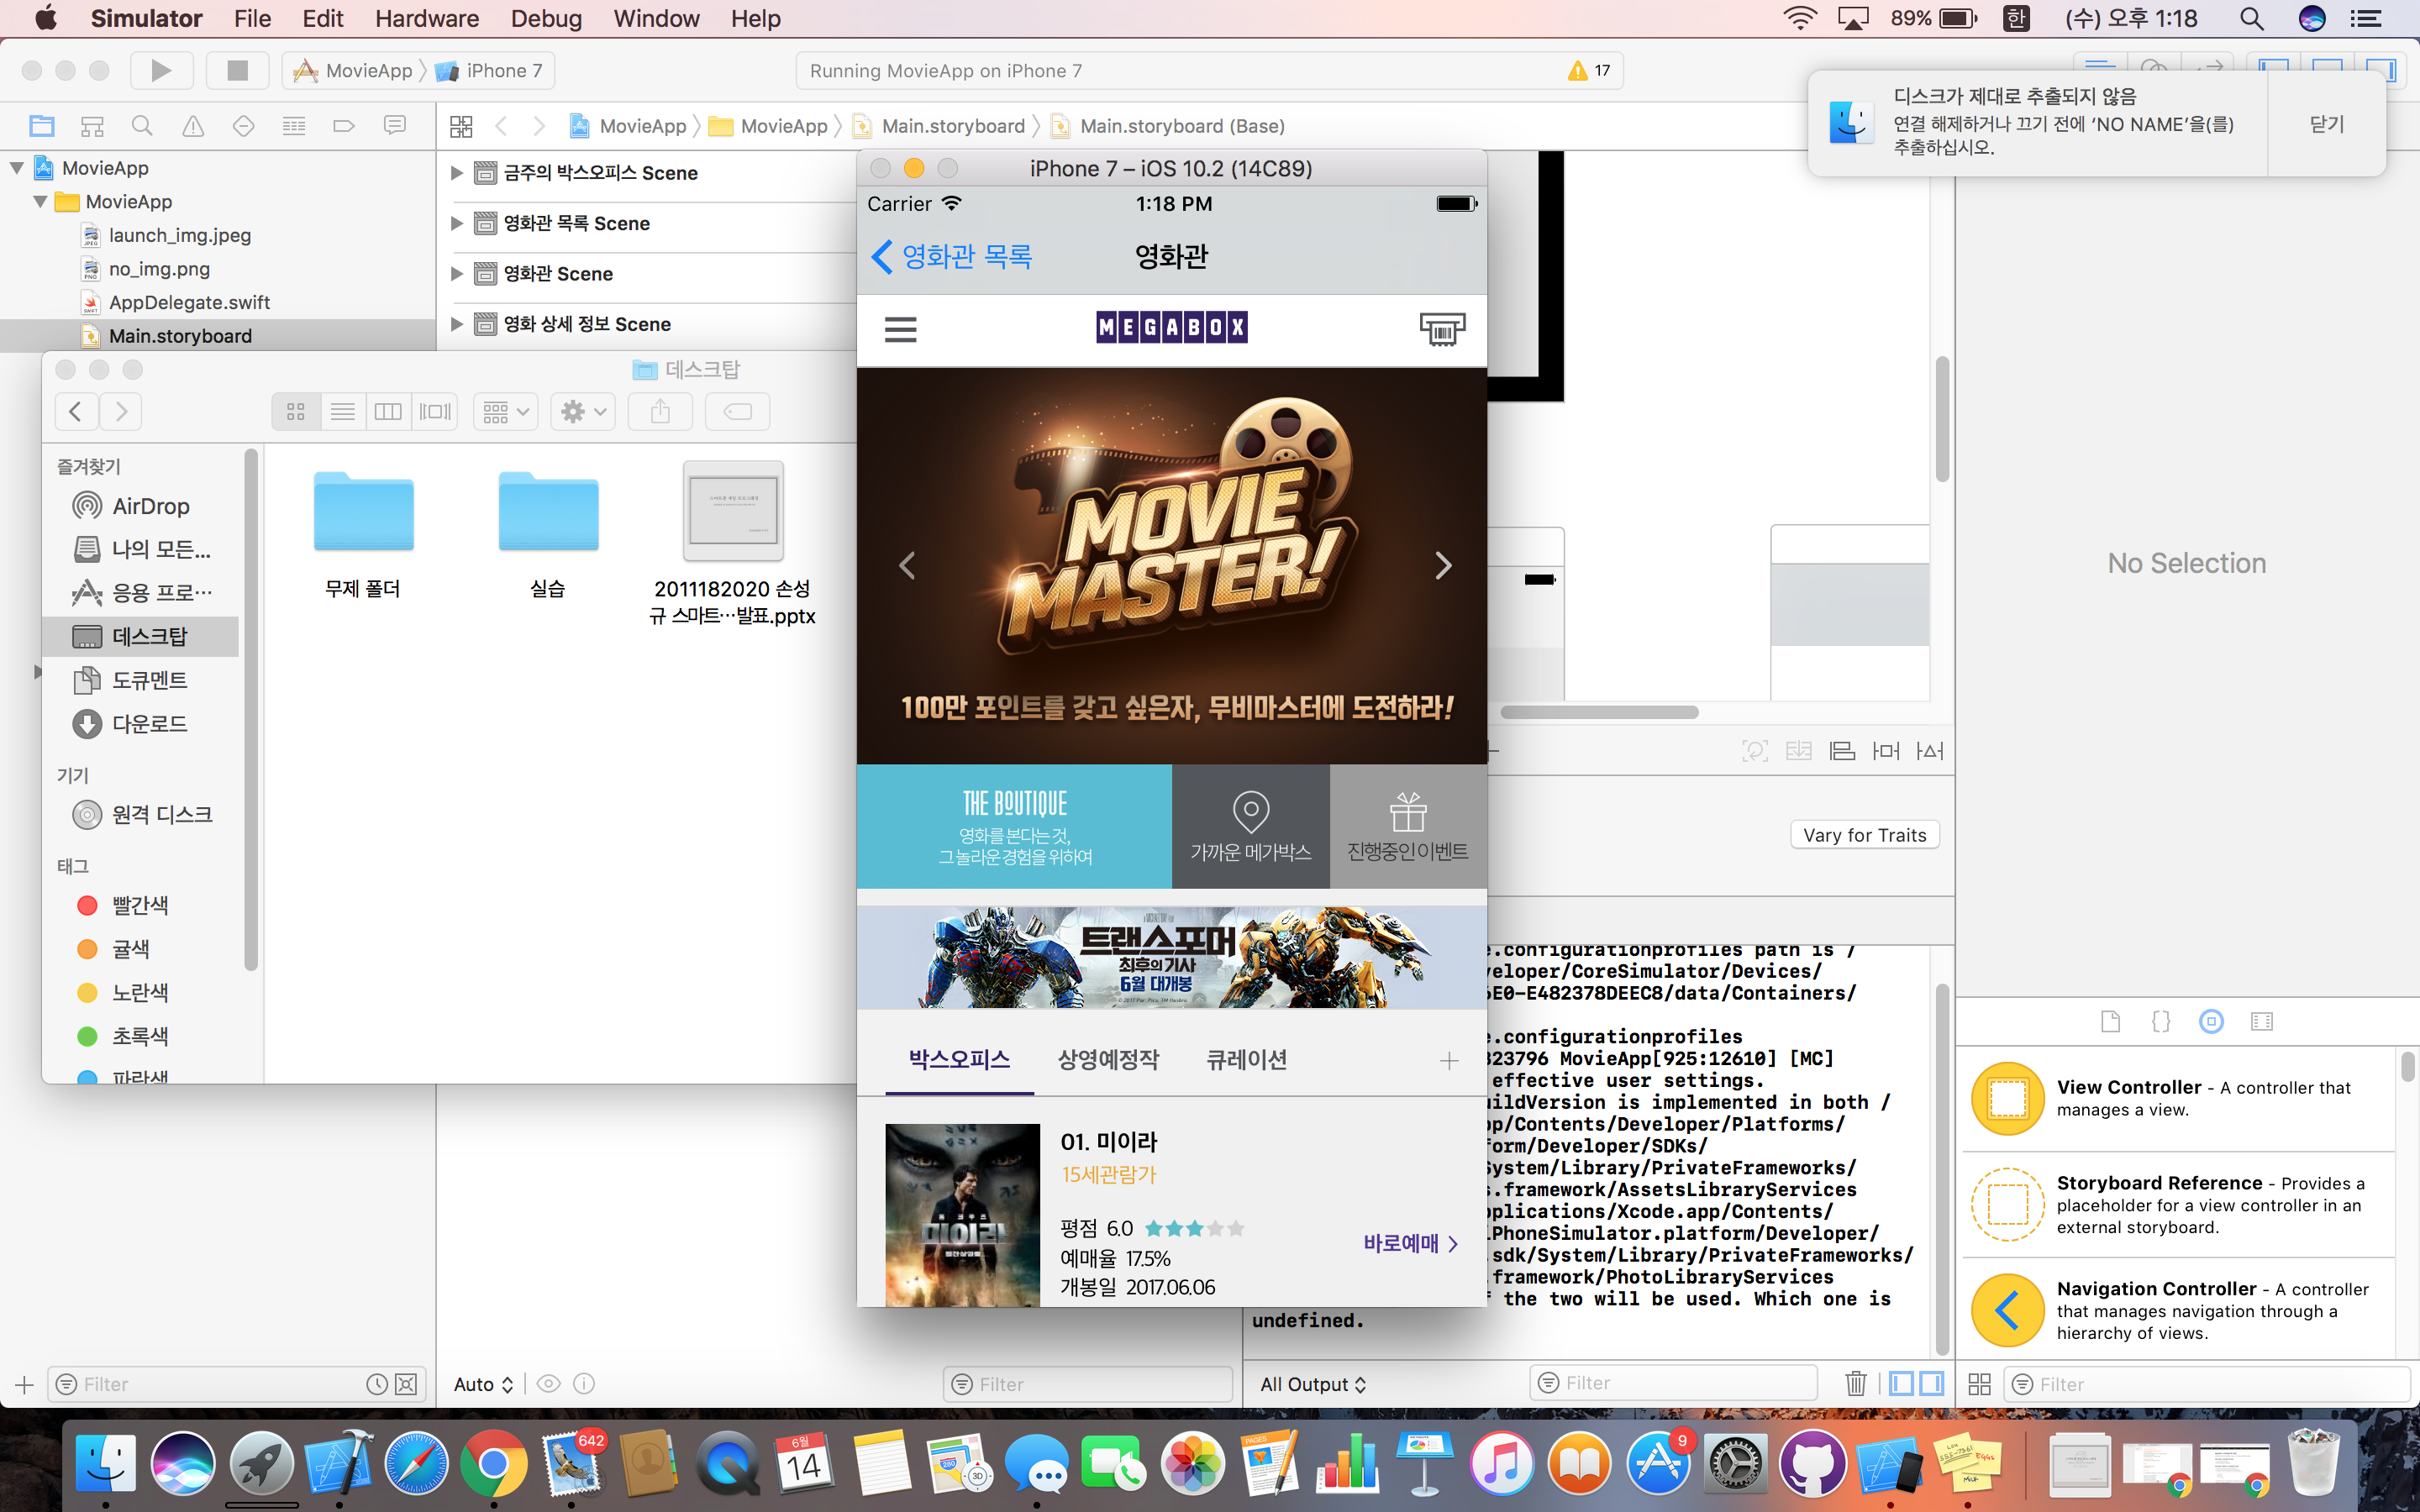 Simulator File Edit Hardware Debug Window Help
89% 한 (수) 오후 1:18
MovieApp iPhone 7
Running MovieApp on iPhone 7
17
디스크가 제대로 추출되지 않음
연결 해제하거나 끄기 전에 ‘NO NAME’을(를)
추출하십시오.
닫기
MovieApp MovieApp Main.storyboard Main.storyboard (Base)
MovieApp
MovieApp
launch_img.jpeg
no_img.png
AppDelegate.swift
Main.storyboard
금주의 박스오피스 Scene
영화관 목록 Scene
영화관 Scene
영화 상세 정보 Scene
데스크탑
즐겨찾기
AirDrop
나의 모든...
응용 프로...
데스크탑
도큐멘트
다운로드
기기
원격 디스크
태그
빨간색
귤색
노란색
초록색
파란색
무제 폴더
실습
2011182020 손성
규 스마트...발표.pptx
iPhone 7 – iOS 10.2 (14C89)
Carrier 1:18 PM
영화관 목록 영화관
MEGABOX
MOVIE
MASTER!
100만 포인트를 갖고 싶은자, 무비마스터에 도전하라!
THE BOUTIQUE
영화를 본다는 것,
그 놀라운 경험을 위하여
가까운 메가박스
진행중인 이벤트
트랜스포머
최후의 기사
6월 대개봉
박스오피스 상영예정작 큐레이션
01. 미이라
15세관람가
평점 6.0
예매율 17.5%
개봉일 2017.06.06
바로예매
미이라
No Selection
Vary for Traits
.configurationprofiles path is /
eloper/CoreSimulator/Devices/
6E0-E482378DEEC8/data/Containers/
.configurationprofiles
323796 MovieApp[925:12610] [MC]
effective user settings.
uildVersion is implemented in both /
pp/Contents/Developer/Platforms/
form/Developer/SDKs/
System/Library/PrivateFrameworks/
s.framework/AssetsLibraryServices
pplications/Xcode.app/Contents/
iPhoneSimulator.platform/Developer/
.sdk/System/Library/PrivateFrameworks/
.framework/PhotoLibraryServices
f the two will be used. Which one is
undefined.
View Controller - A controller that
manages a view.
Storyboard Reference - Provides a
placeholder for a view controller in an
external storyboard.
Navigation Controller - A controller
that manages navigation through a
hierarchy of views.
Filter
Auto
Filter
All Output
Filter
Filter
642
6월
14
280
3D
PAGES
9